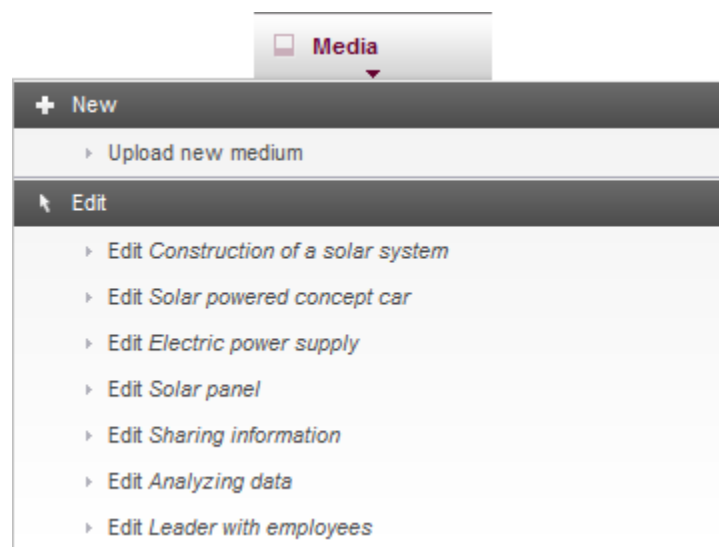 Media
New
Upload new medium
Edit
Edit Construction of a solar system
Edit Solar powered concept car
Edit Electric power supply
Edit Solar panel
Edit Sharing information
Edit Analyzing data
Edit Leader with employees